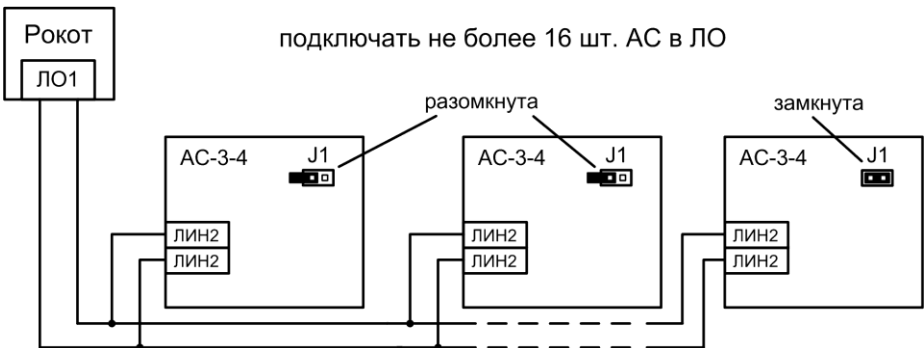 Рокот
ЛО1
подключать не более 16 шт. АС в ЛО
разомкнута
замкнута
АС-3-4 J1
АС-3-4 J1
АС-3-4 J1
ЛИН2
ЛИН2
ЛИН2
ЛИН2
ЛИН2
ЛИН2